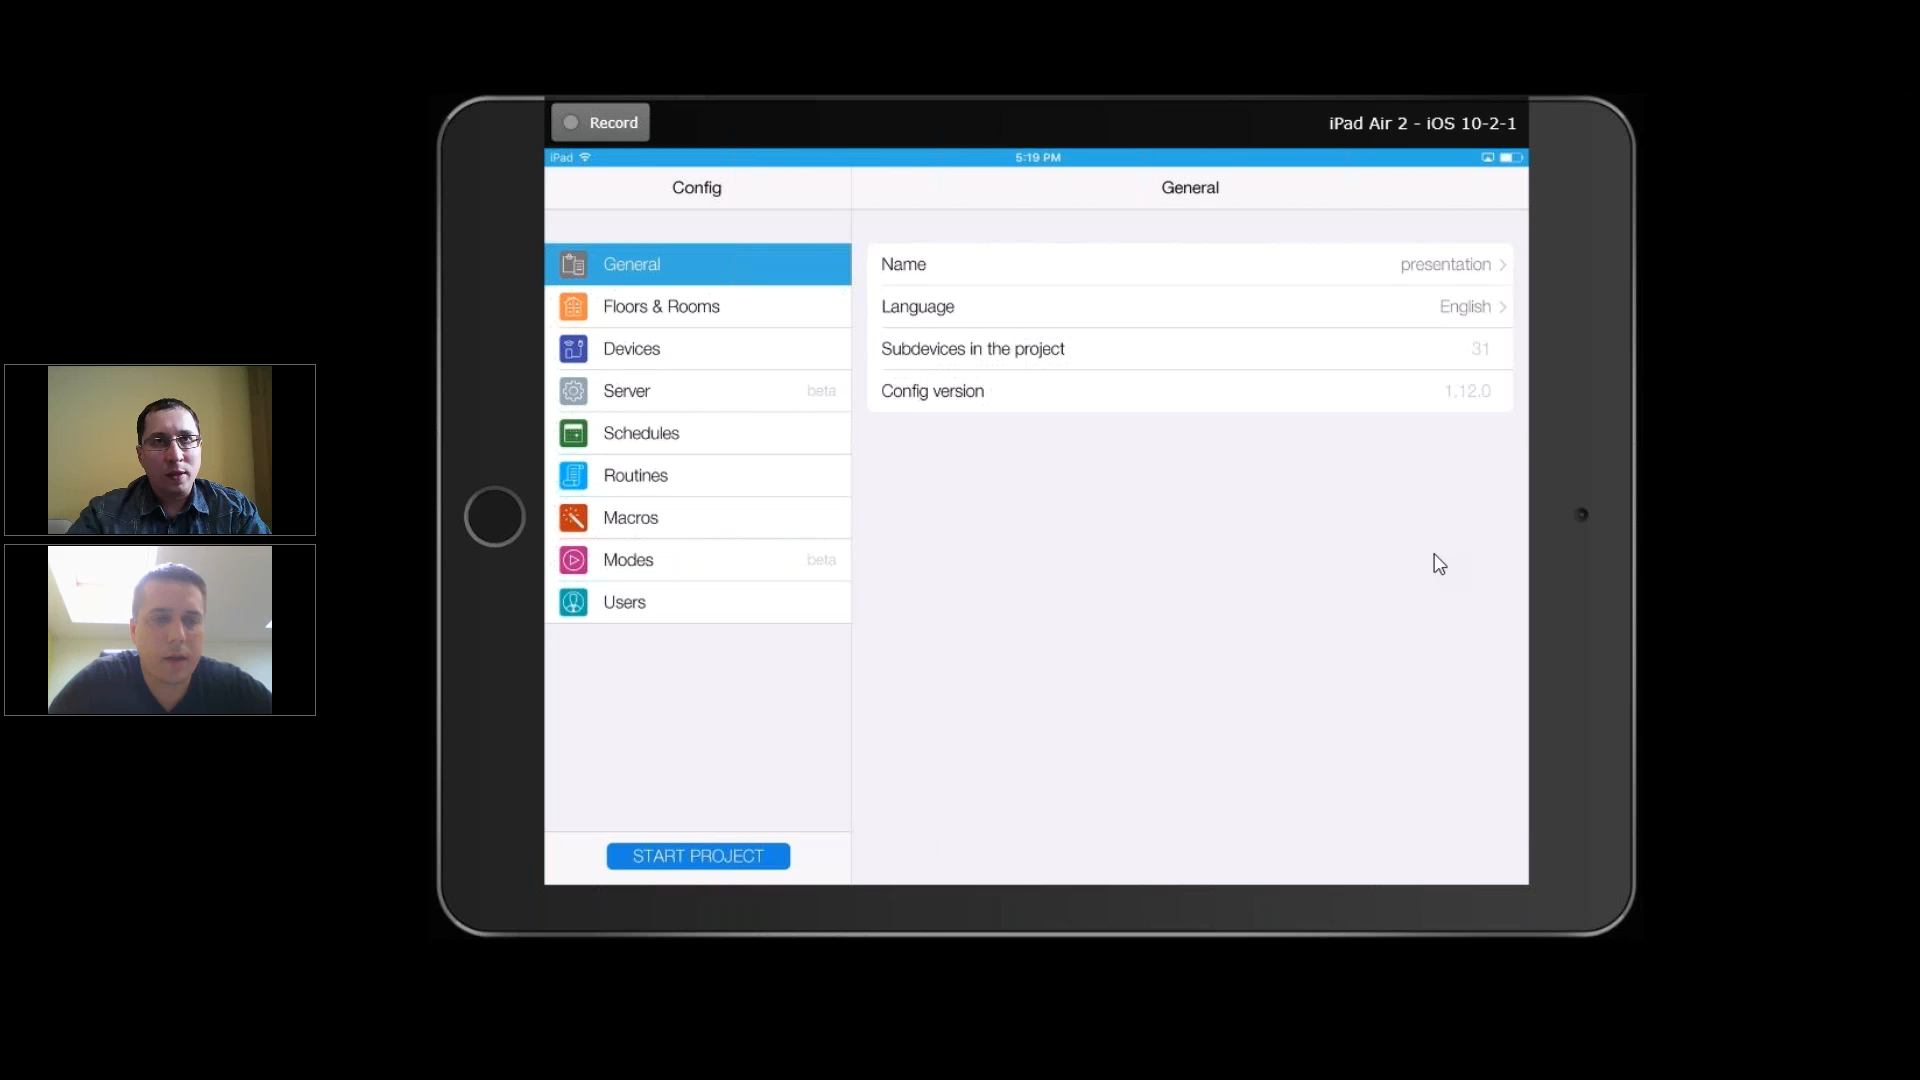 Record
iPad Air 2 - iOS 10-2-1
iPad 5:19 PM
Config
General
General
Floors & Rooms
Devices
Server beta
Schedules
Routines
Macros
Modes beta
Users
START PROJECT
Name presentation
Language English
Subdevices in the project 31
Config version 1.12.0